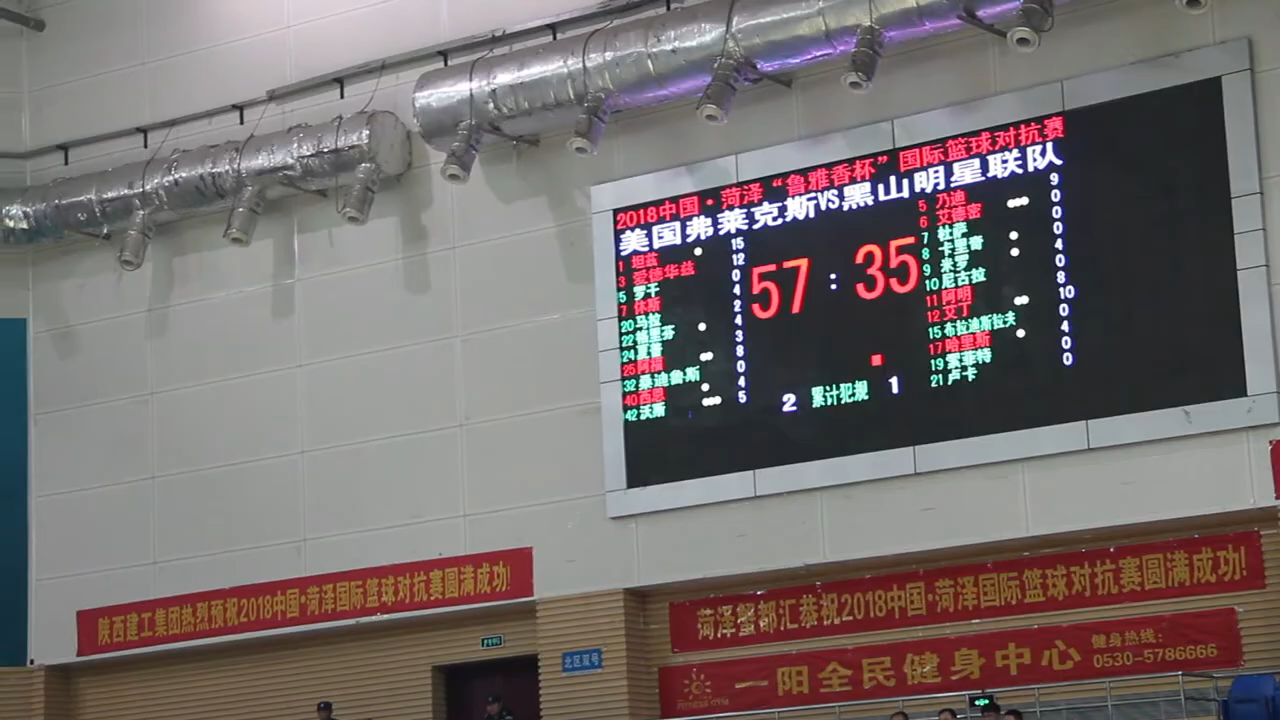 2018中国·菏泽“鲁雅香杯”国际篮球对抗赛
美国弗莱克斯VS黑山明星联队
57 : 35
1 坦兹 15
3 爱德华兹 12
5 罗干 0
7 休斯 4
20 马拉 2
22 格里芬 4
24 夏普 3
25 阿福 8
32 桑迪鲁斯 0
40 西恩 4
42 沃斯 5
5 乃迪 9
6 艾德密 0
7 杜萨 0
8 卡里奇 4
9 米罗 0
10 尼古拉 8
11 阿明 10
12 艾丁 0
15 布拉迪斯拉夫 4
17 哈里斯 0
19 索菲特 0
21 卢卡
2 累计犯规 1
陕西建工集团热烈预祝2018中国·菏泽国际篮球对抗赛圆满成功!
菏泽蟹都汇恭祝2018中国·菏泽国际篮球对抗赛圆满成功!
一阳全民健身中心
健身热线:
0530-5786666
北区双号